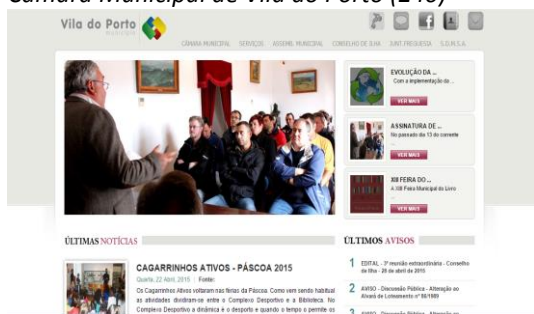 Câmara Municipal de Vila do Porto (240)
Vila do Porto
município
CÂMARA MUNICIPAL SERVIÇOS ASSEMB. MUNICIPAL CONSELHO DE ILHA JUNT. FREGUESIA S.D.M.S.A.
EVOLUÇÃO DA ...
Com a implementação da ...
VER MAIS
ASSINATURA DE ...
No passado dia 13 do corrente
...
VER MAIS
XIII FEIRA DO ...
A XIII Feira Municipal do Livro
...
VER MAIS
ÚLTIMAS NOTÍCIAS
CAGARRINHOS ATIVOS - PÁSCOA 2015
Quarta, 22 Abril, 2015 | Fonte:
Os Cagarrinhos Ativos voltaram nas férias da Páscoa. Como vem sendo habitual
as atividades dividiram-se entre o Complexo Desportivo e a Biblioteca. No
Complexo Desportivo a dinâmica é o desporto e quando o tempo o permite os
ÚLTIMOS AVISOS
1 EDITAL - 3ª reunião extraordinária - Conselho
de Ilha - 28 de abril de 2015
2 AVISO - Discussão Pública - Alteração ao
Alvará de Loteamento nº 86/1989
3 AVISO - Discussão Pública - Alteração ao